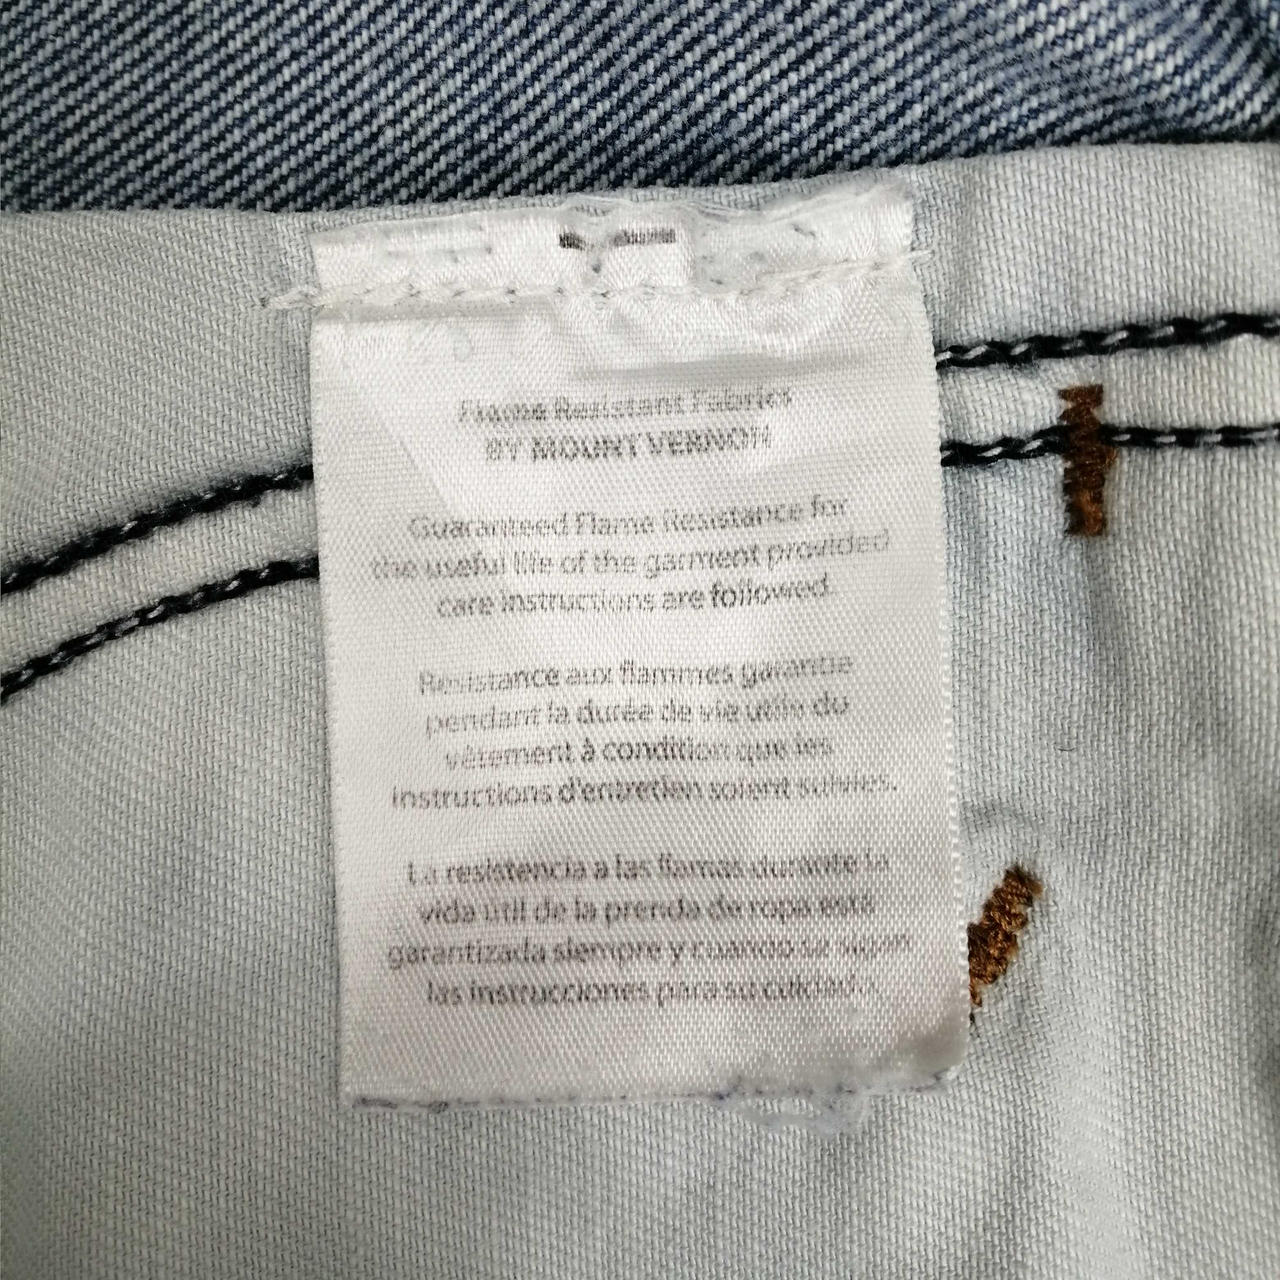 Flame Resistant Fabrics
BY MOUNT VERNON
Guaranteed Flame Resistance for
the useful life of the garment provided
care instructions are followed.
Resistance aux flammes garantie
pendant la durée de vie utile du
vêtement à condition que les
instructions d'entretien soient suivies.
La resistencia a las flamas durante la
vida útil de la prenda de ropa está
garantizada siempre y cuando se sigan
las instrucciones para su cuidado.